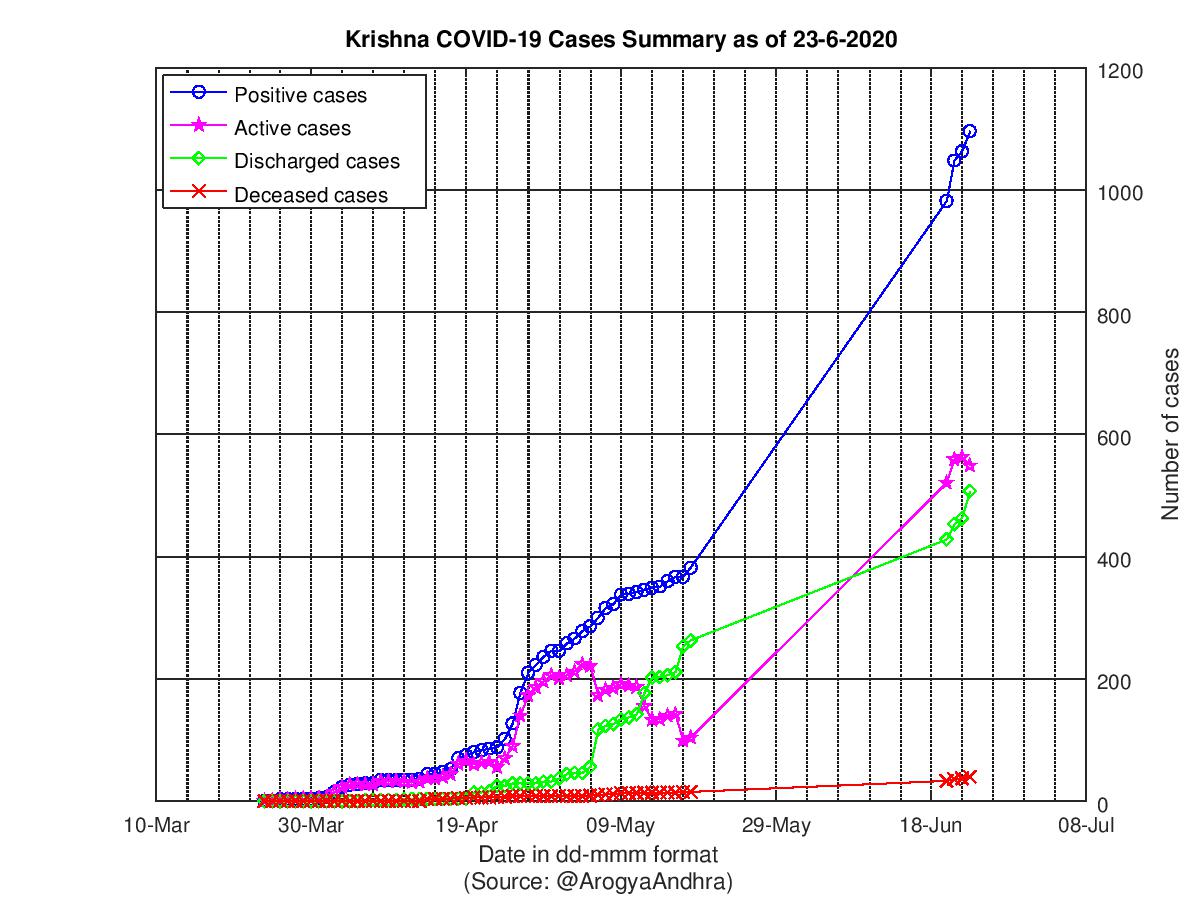 Krishna COVID-19 Cases Summary as of 23-6-2020
Positive cases
Active cases
Discharged cases
Deceased cases
1200
1000
800
600
400
200
0
Number of cases
10-Mar
30-Mar
19-Apr
09-May
29-May
18-Jun
08-Jul
Date in dd-mmm format
(Source: @ArogyaAndhra)